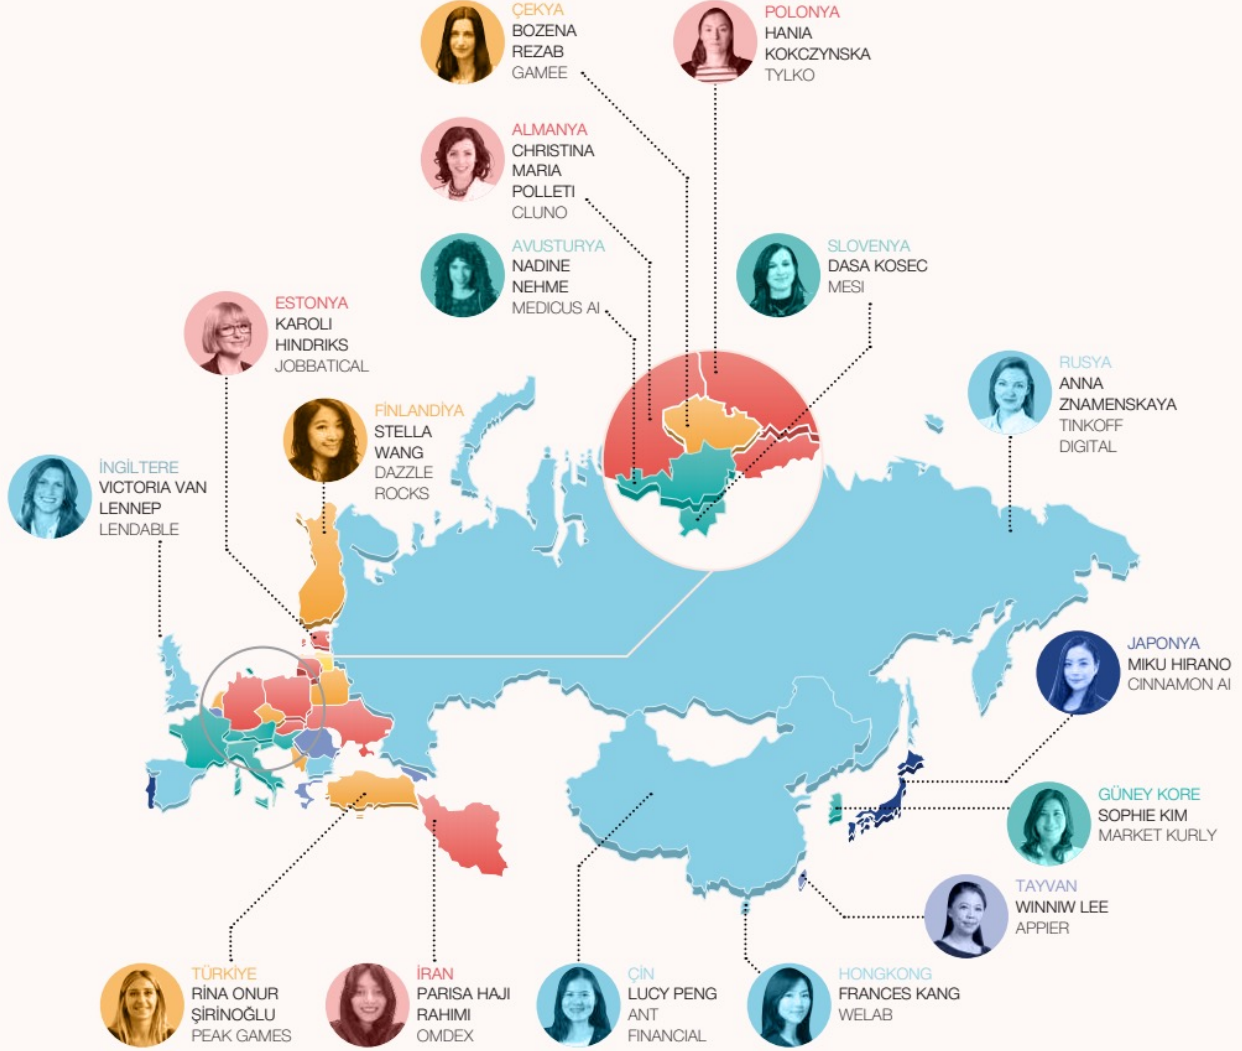 ÇEKYA
BOZENA
REZAB
GAMEE
POLONYA
HANIA
KOKCZYNSKA
TYLKO
ALMANYA
CHRISTINA
MARIA
POLLETI
CLUNO
AVUSTURYA
NADINE
NEHME
MEDICUS AI
SLOVENYA
DASA KOSEC
MESI
ESTONYA
KAROLI
HINDRIKS
JOBBATICAL
FİNLANDİYA
STELLA
WANG
DAZZLE
ROCKS
RUSYA
ANNA
ZNAMENSKAYA
TINKOFF
DIGITAL
İNGİLTERE
VICTORIA VAN
LENNEP
LENDABLE
JAPONYA
MIKU HIRANO
CINNAMON AI
GÜNEY KORE
SOPHIE KIM
MARKET KURLY
TAYVAN
WINNIW LEE
APPIER
TÜRKİYE
RİNA ONUR
ŞİRİNOĞLU
PEAK GAMES
İRAN
PARISA HAJI
RAHIMI
OMDEX
ÇİN
LUCY PENG
ANT
FINANCIAL
HONGKONG
FRANCES KANG
WELAB